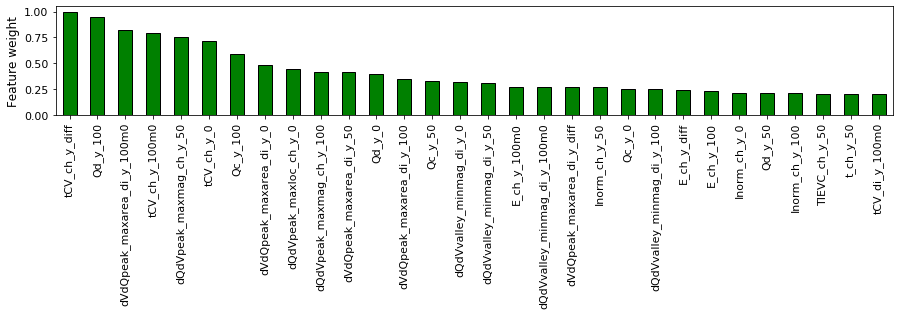 Feature weight
1.00
0.75
0.50
0.25
0.00
tCV_ch_y_diff
Qd_y_100
dVdQpeak_maxarea_di_y_100m0
tCV_ch_y_100m0
dQdVpeak_maxmag_ch_y_50
tCV_ch_y_0
Qc_y_100
dVdQpeak_maxarea_di_y_0
dQdVpeak_maxloc_ch_y_0
dQdVpeak_maxmag_ch_y_100
dVdQpeak_maxarea_di_y_50
Qd_y_0
dVdQpeak_maxarea_di_y_100
Qc_y_50
dQdVvalley_minmag_di_y_0
dQdVvalley_minmag_di_y_50
E_ch_y_100m0
dQdVvalley_minmag_di_y_100m0
dVdQpeak_maxarea_di_y_diff
Inorm_ch_y_50
Qc_y_0
dQdVvalley_minmag_di_y_100
E_ch_y_diff
E_ch_y_100
Inorm_ch_y_0
Qd_y_50
Inorm_ch_y_100
TIEVC_ch_y_50
t_ch_y_50
tCV_di_y_100m0